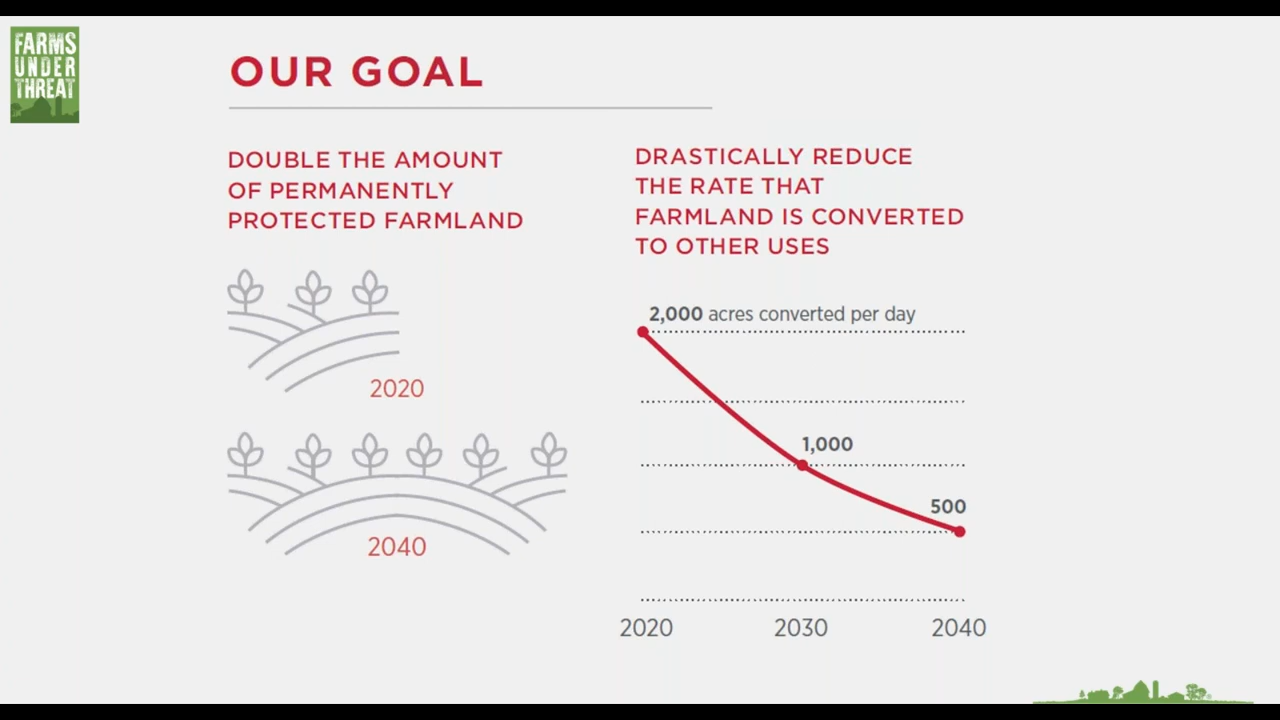 FARMS
UNDER
THREAT
OUR GOAL
DOUBLE THE AMOUNT
OF PERMANENTLY
PROTECTED FARMLAND
2020
2040
DRASTICALLY REDUCE
THE RATE THAT
FARMLAND IS CONVERTED
TO OTHER USES
2,000 acres converted per day
1,000
500
2020 2030 2040